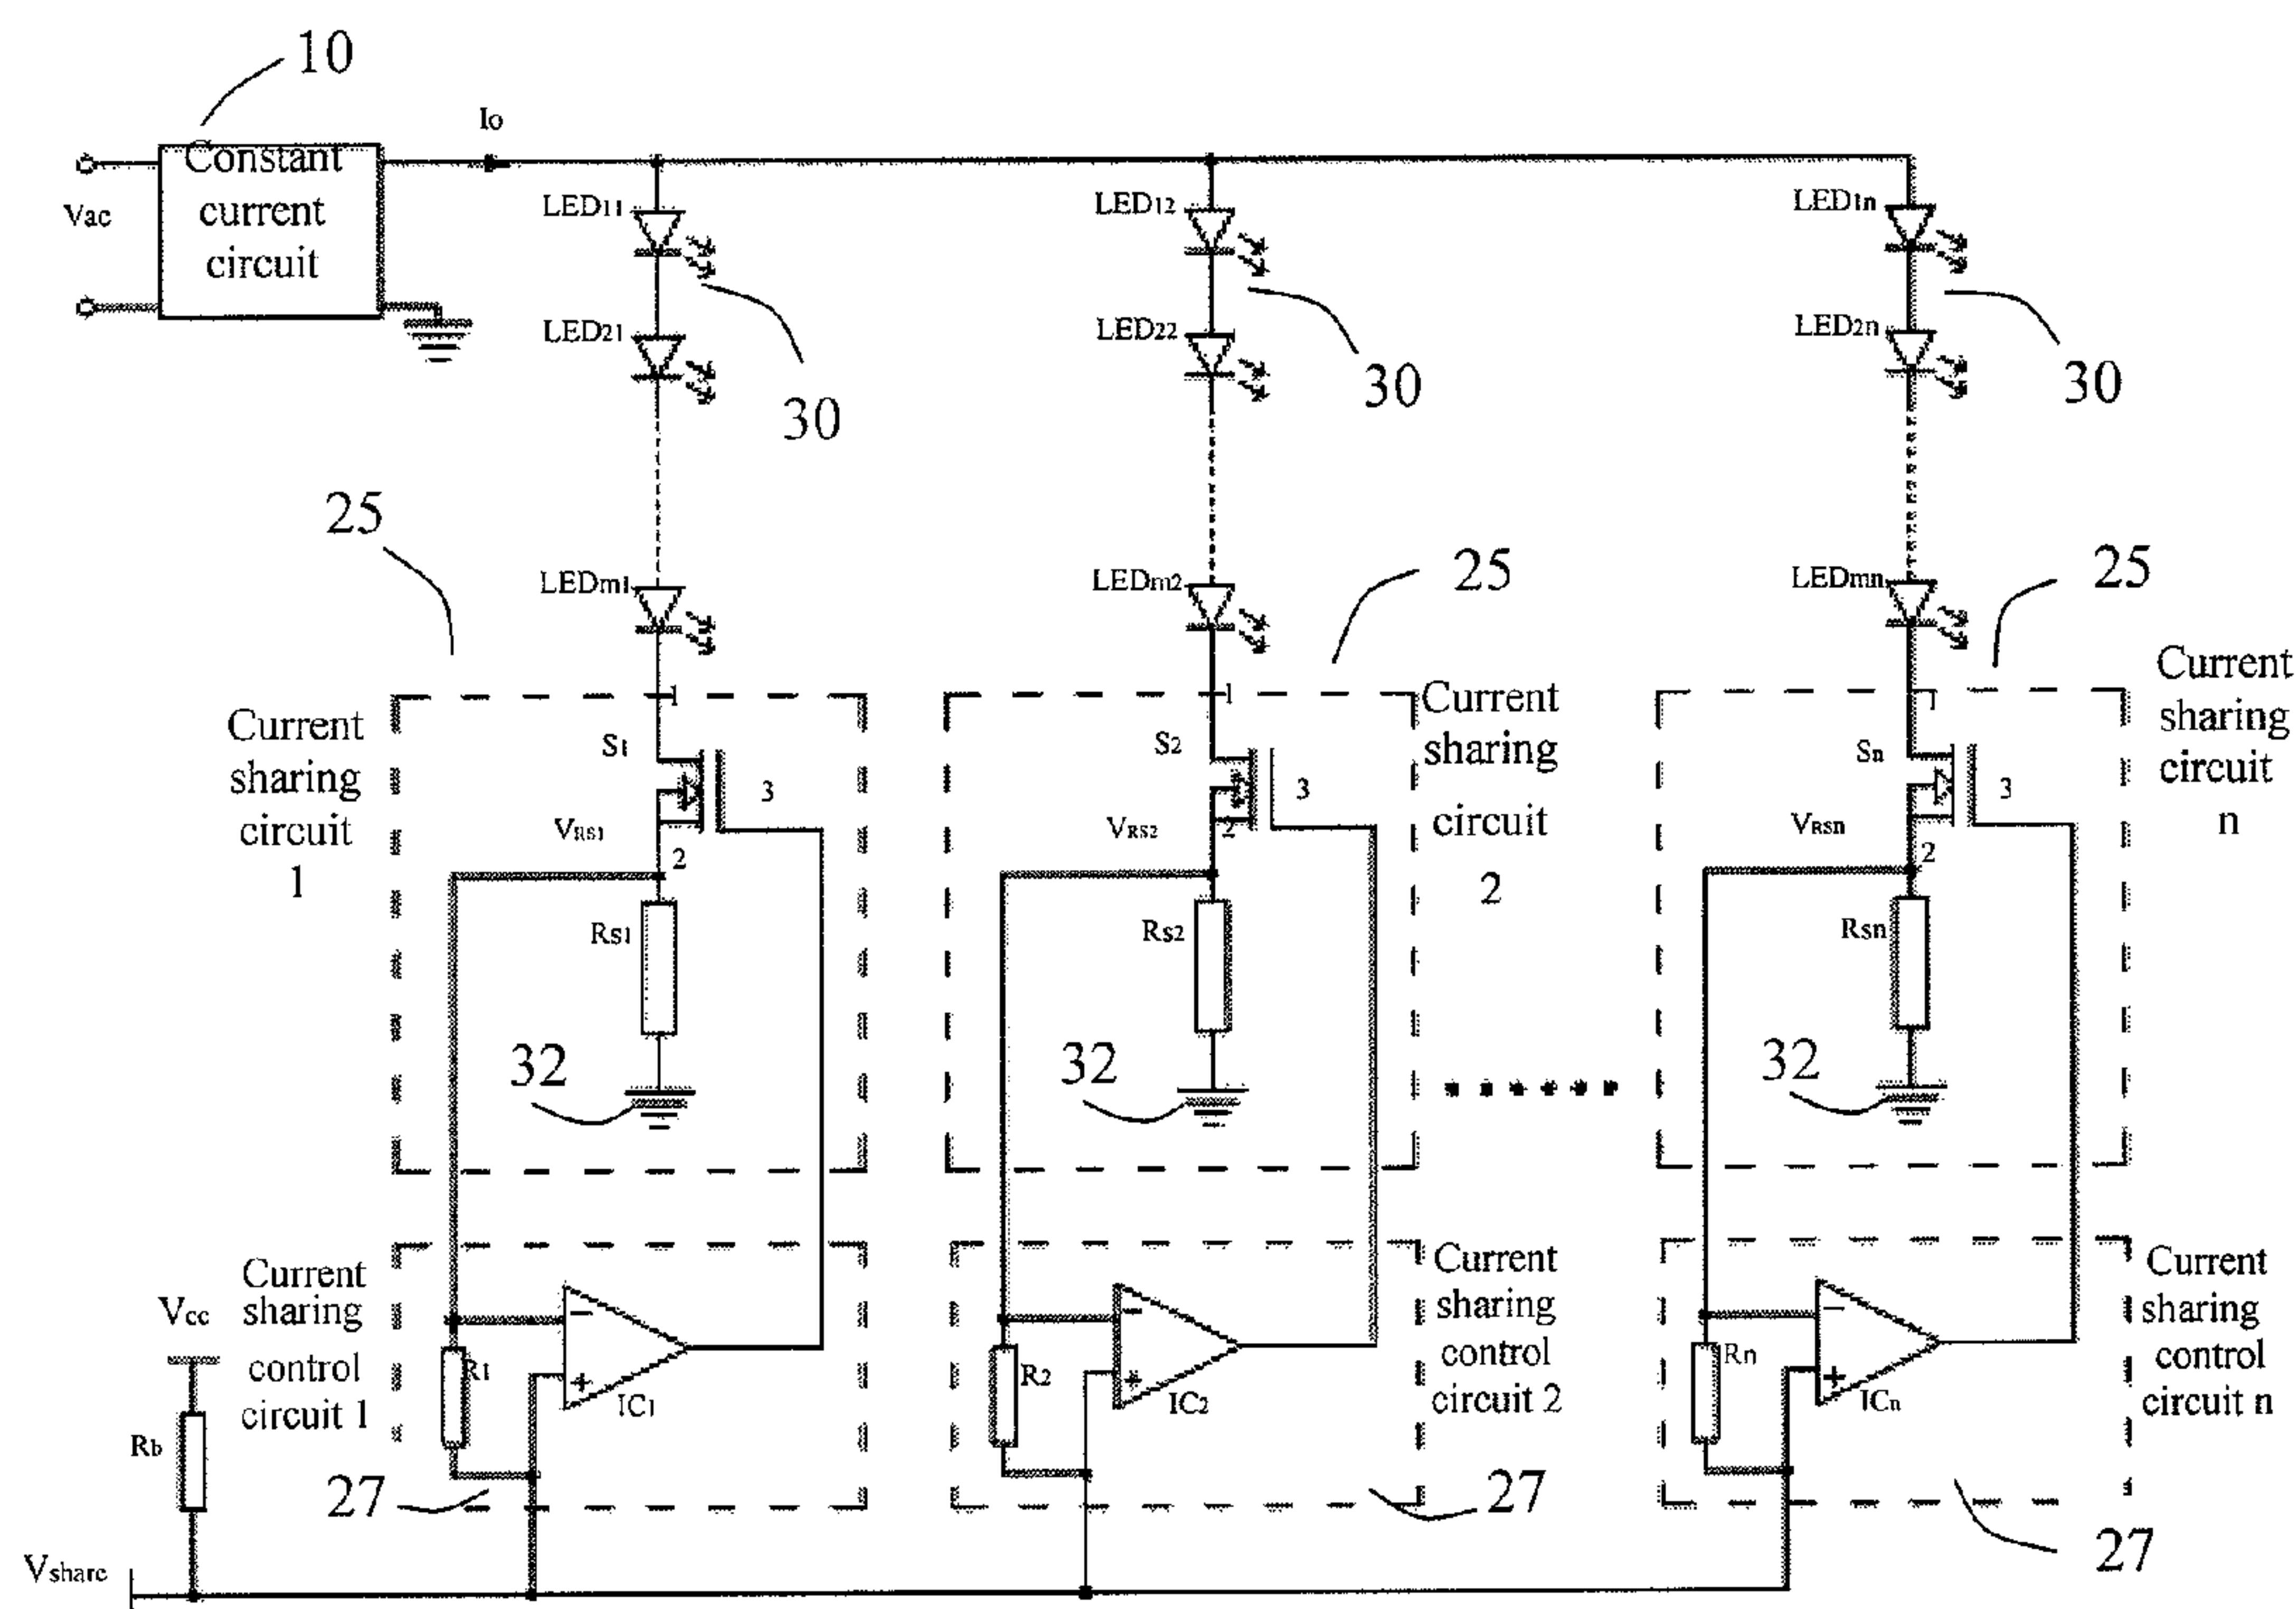 10
Io
Constant
current
circuit
Vac
LED11
LED12
LED1n
LED21
LED22
LED2n
30
30
30
25
25
25
LEDm1
LEDm2
LEDmn
Current
sharing
circuit
1
1
S1
3
VRS1
2
Rs1
32
1
S2
3
VRS2
2
Rs2
32
Current
sharing
circuit
2
1
Sn
3
VRSn
2
Rsn
32
Current
sharing
circuit
n
Vcc
Rb
Current
sharing
control
circuit 1
R1
−
+
IC1
27
R2
−
+
IC2
Current
sharing
control
circuit 2
27
Rn
−
+
ICn
Current
sharing
control
circuit n
27
Vshare